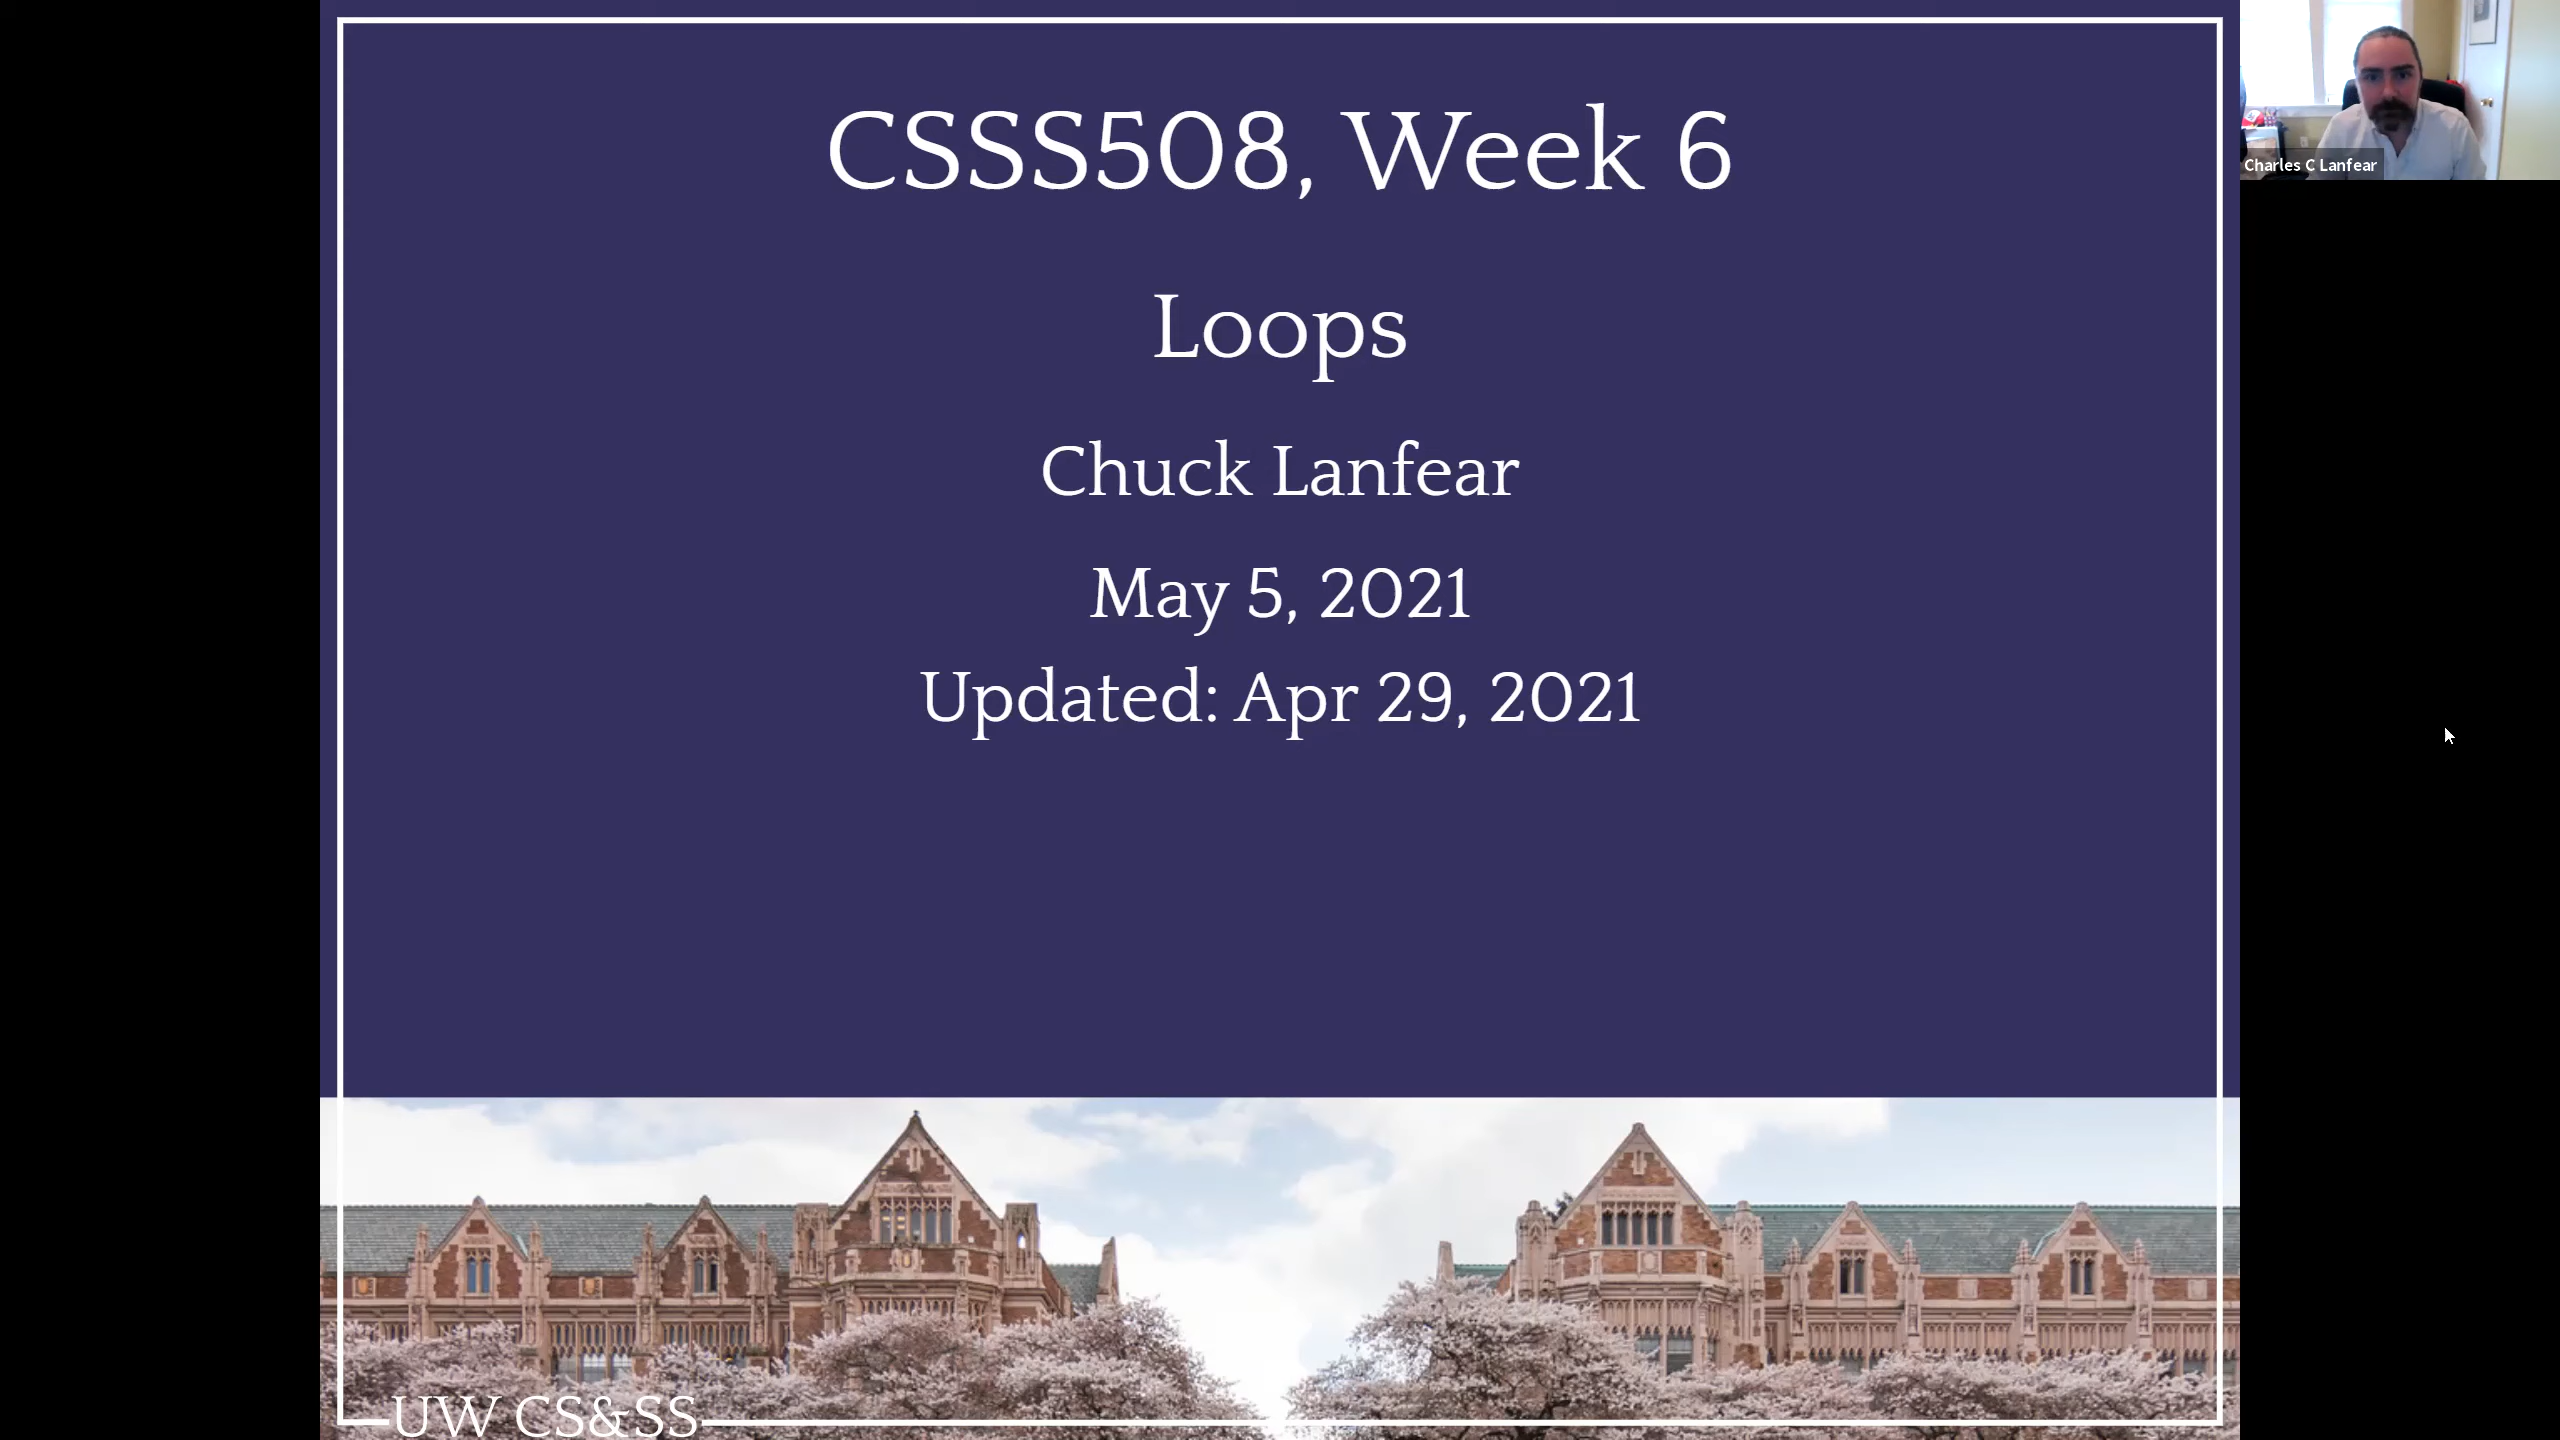 CSSS508, Week 6
Loops
Chuck Lanfear
May 5, 2021
Updated: Apr 29, 2021
UW CS&SS
Charles C Lanfear